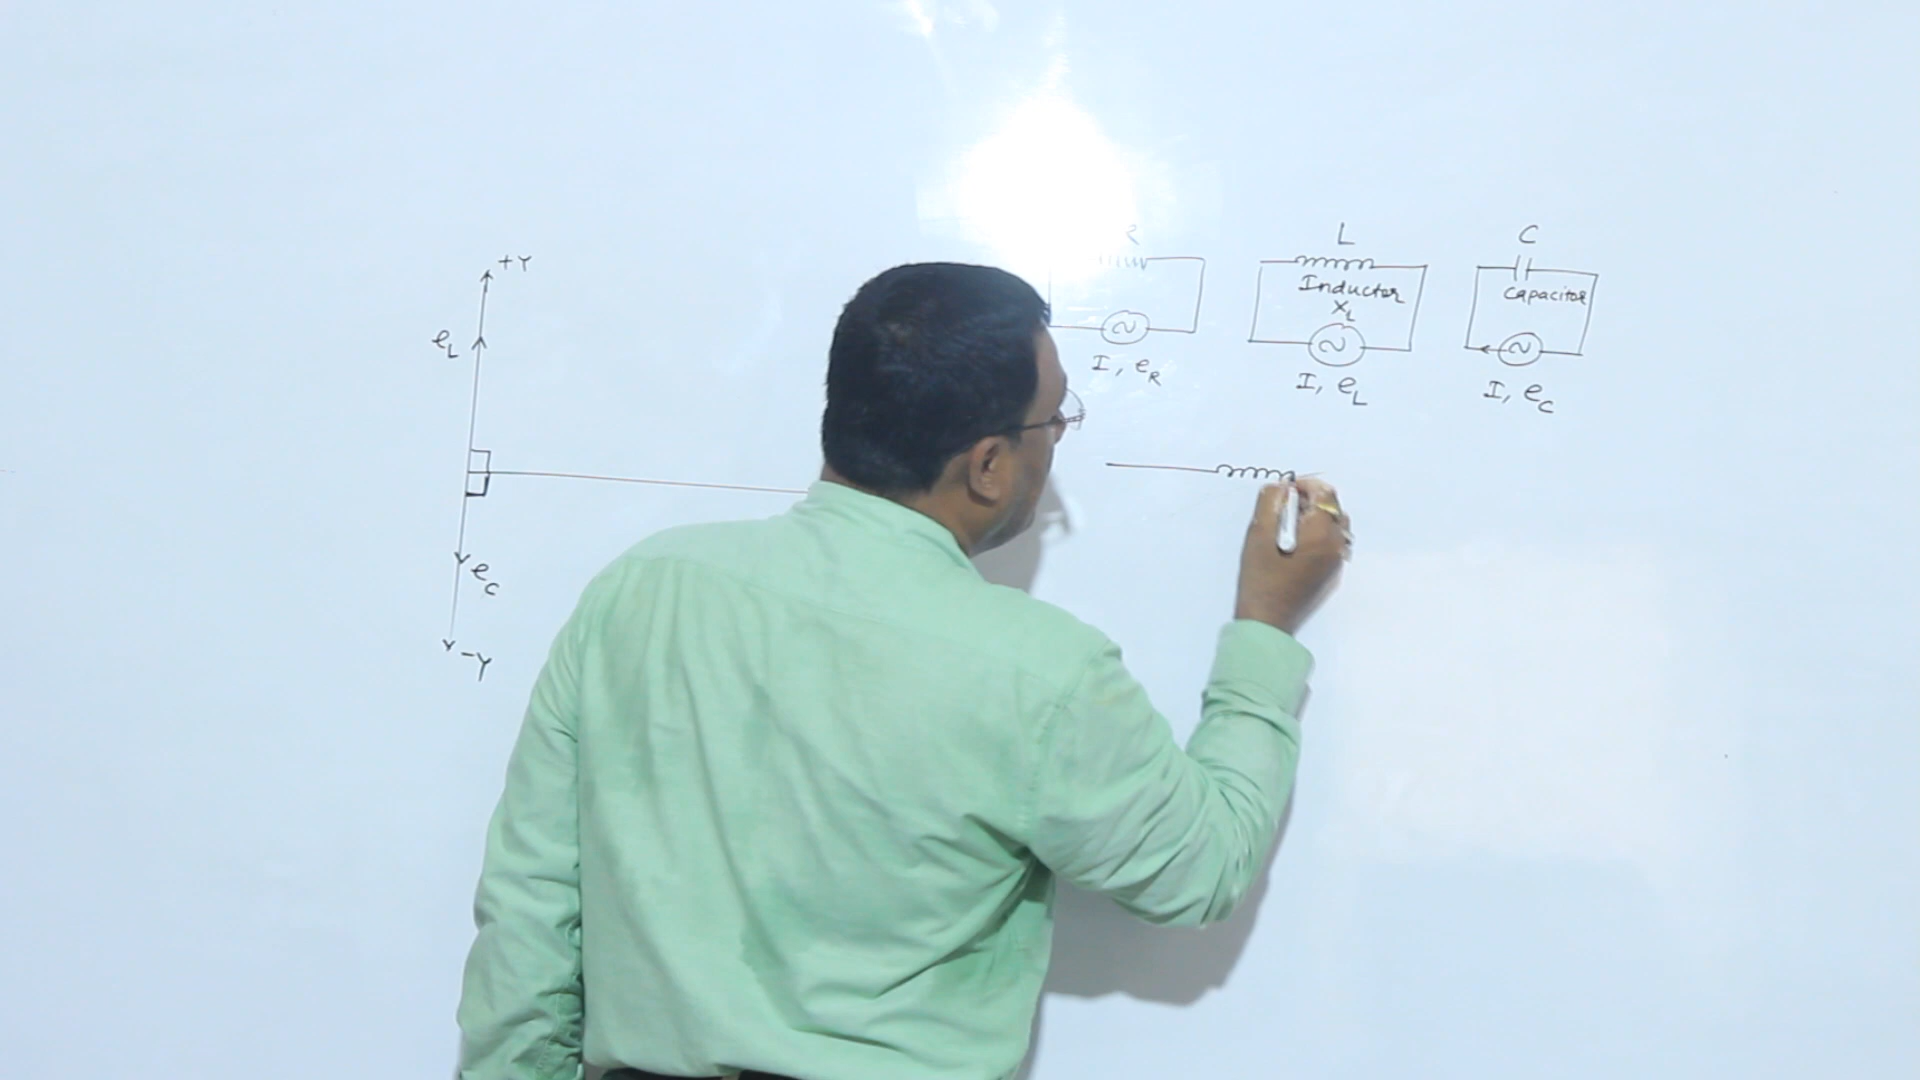 +Y
e_L
e_C
-Y
R
I, e_R
L
Inductor
X_L
I, e_L
C
Capacitor
I, e_C